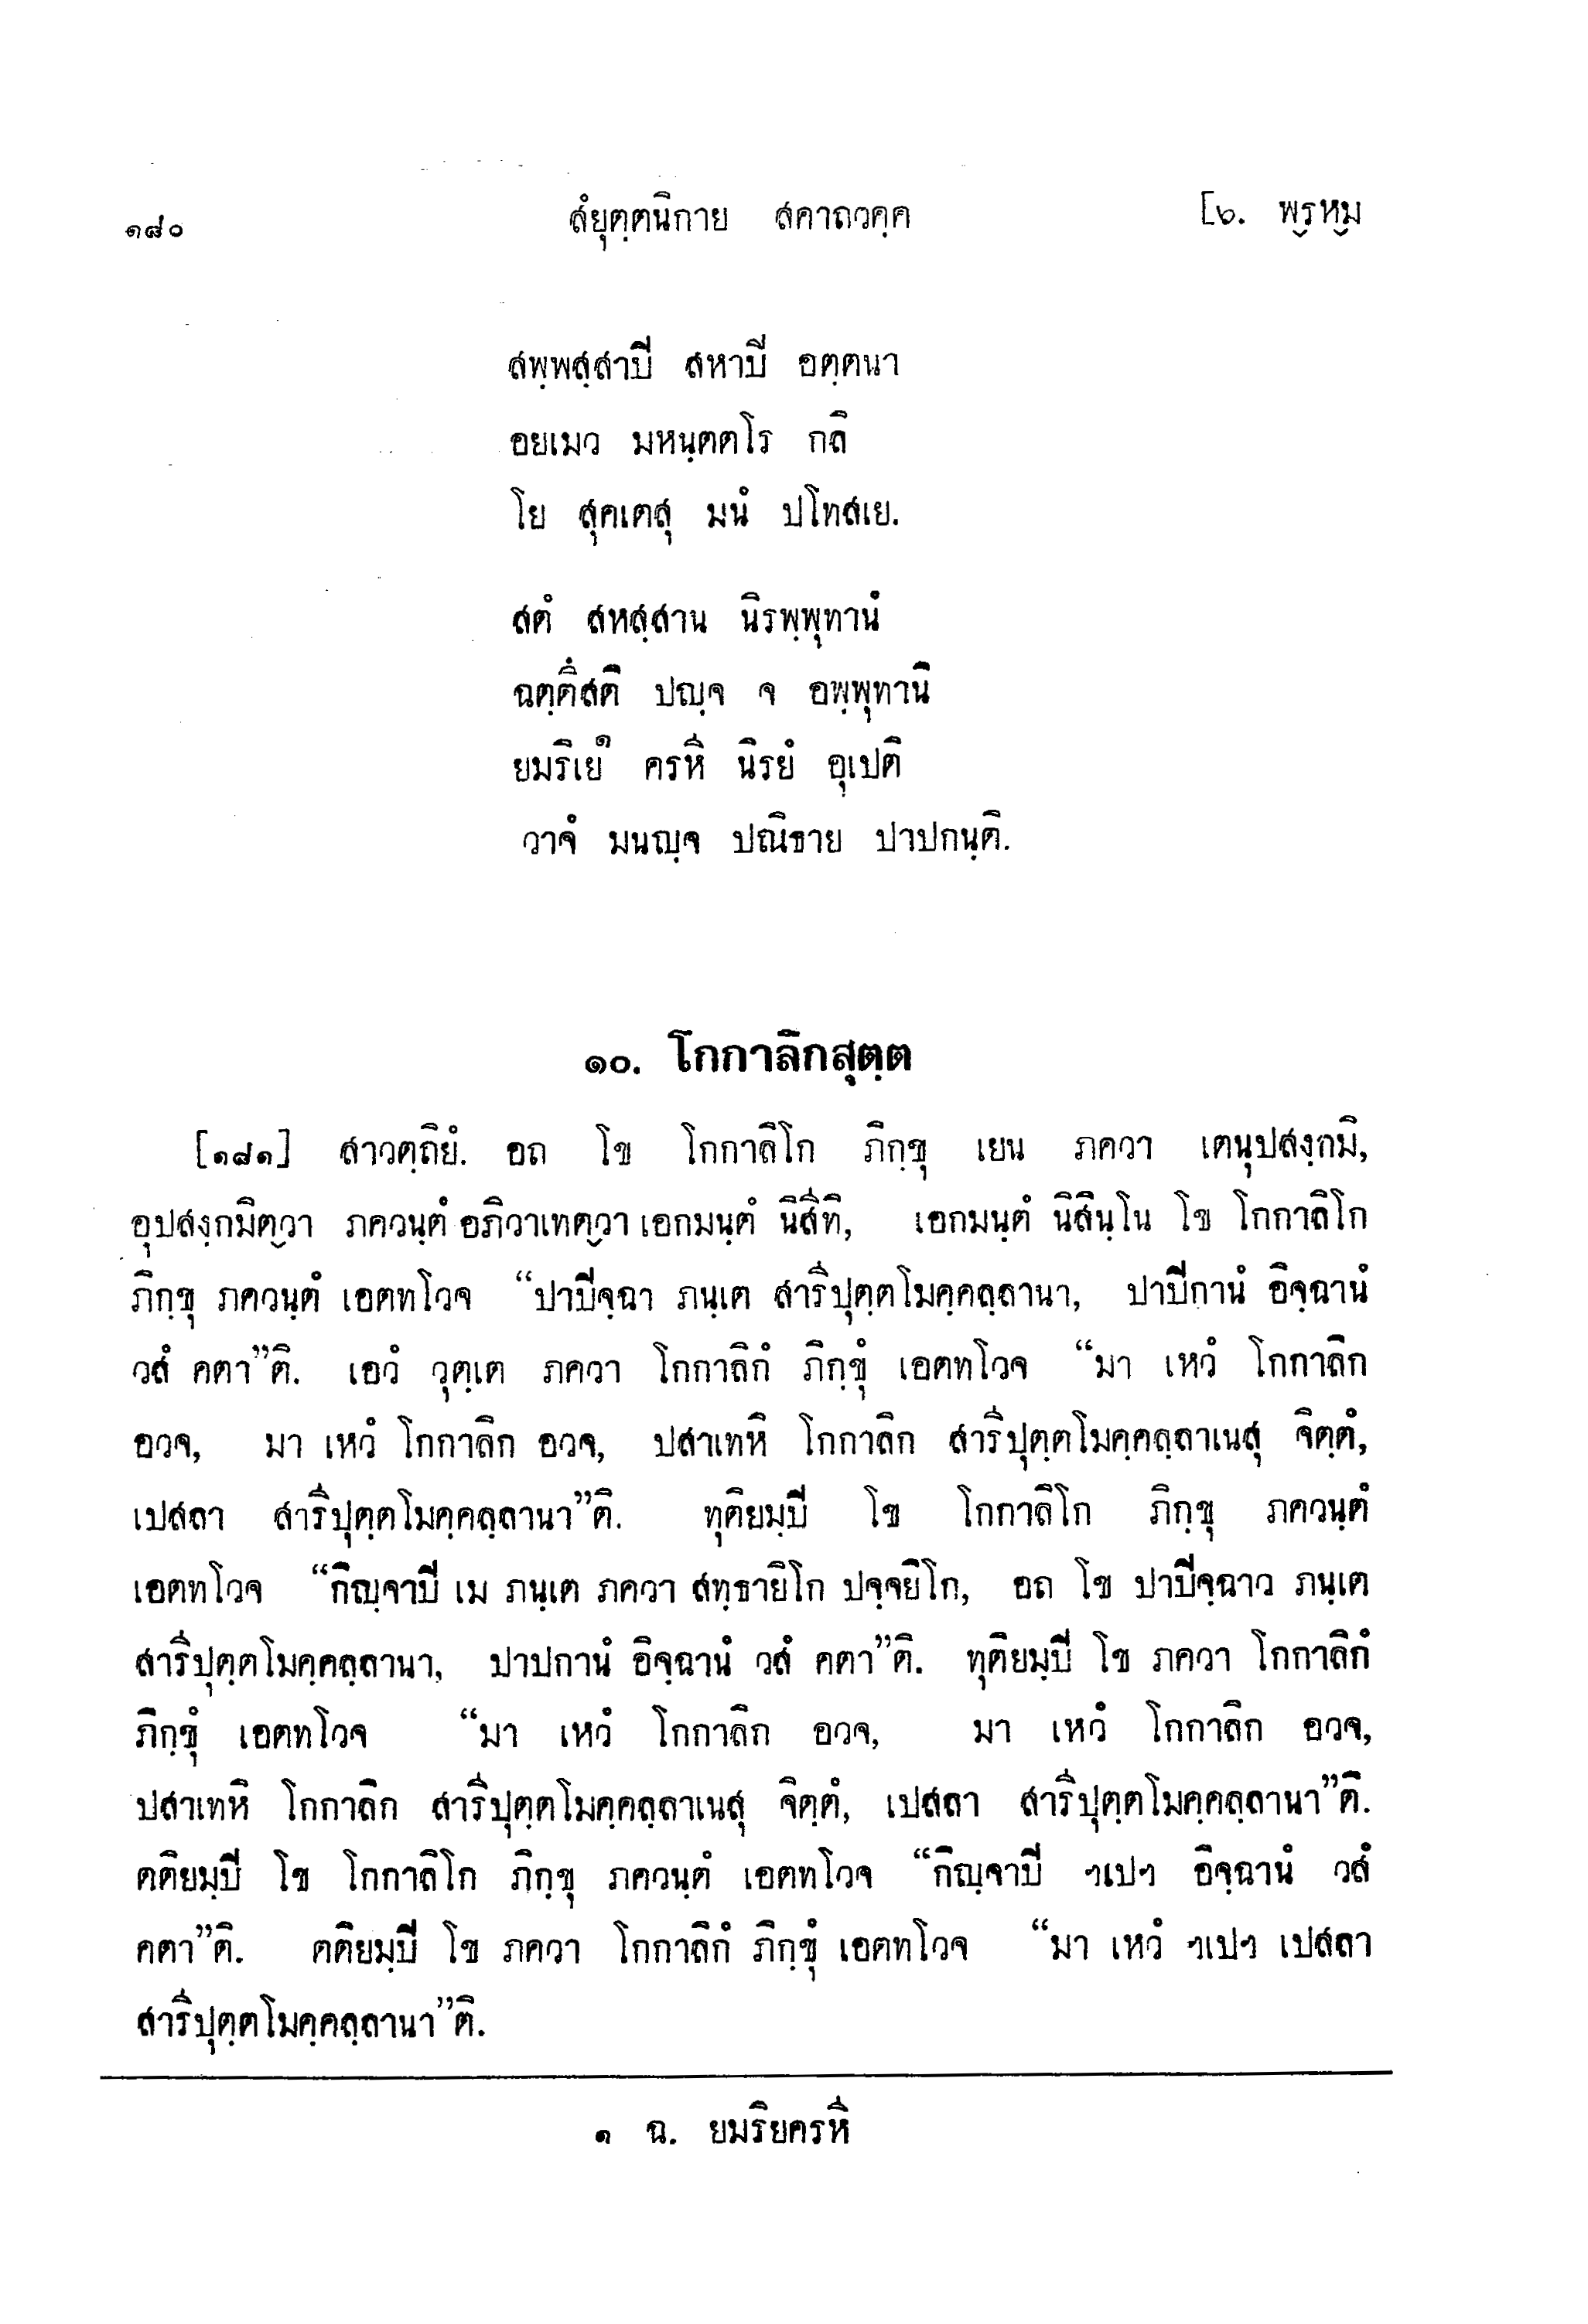 ๑๘๐ สํยุตฺตนิกาย สคาถวคฺค [๖. พฺรหฺม
สพฺพสฺสาปิ สหาปิ อตฺตนา
อยเมว มหนฺตตโร กลิ
โย สุคเตสุ มนํ ปโทสเย.
สตํ สหสฺสาน นิรพฺพุทานํ
ฉตฺตึสติ ปญฺจ จ อพฺพุทานิ
ยมริเย๑ ครหี นิรยํ อุเปติ
วาจํ มนญฺจ ปณิธาย ปาปกนฺติ.
๑๐. โกกาลิกสุตฺต
[๑๘๑] สาวตฺถิยํ. อถ โข โกกาลิโก ภิกฺขุ เยน ภควา เตนุปสงฺกมิ,
อุปสงฺกมิตฺวา ภควนฺตํ อภิวาเทตฺวา เอกมนฺตํ นิสีทิ, เอกมนฺตํ นิสินฺโน โข โกกาลิโก
ภิกฺขุ ภควนฺตํ เอตทโวจ “ปาปิจฺฉา ภนฺเต สารีปุตฺตโมคฺคลฺลานา, ปาปิกานํ อิจฺฉานํ
วสํ คตา”ติ. เอวํ วุตฺเต ภควา โกกาลิกํ ภิกฺขุํ เอตทโวจ “มา เหวํ โกกาลิก
อวจ, มา เหวํ โกกาลิก อวจ, ปสาเทหิ โกกาลิก สารีปุตฺตโมคฺคลฺลาเนสุ จิตฺตํ,
เปสลา สารีปุตฺตโมคฺคลฺลานา”ติ. ทุติยมฺปิ โข โกกาลิโก ภิกฺขุ ภควนฺตํ
เอตทโวจ “กิญฺจาปิ เม ภนฺเต ภควา สทฺธายิโก ปจฺจยิโก, อถ โข ปาปิจฺฉาว ภนฺเต
สารีปุตฺตโมคฺคลฺลานา, ปาปกานํ อิจฺฉานํ วสํ คตา”ติ. ทุติยมฺปิ โข ภควา โกกาลิกํ
ภิกฺขุํ เอตทโวจ “มา เหวํ โกกาลิก อวจ, มา เหวํ โกกาลิก อวจ,
ปสาเทหิ โกกาลิก สารีปุตฺตโมคฺคลฺลาเนสุ จิตฺตํ, เปสลา สารีปุตฺตโมคฺคลฺลานา”ติ.
ตติยมฺปิ โข โกกาลิโก ภิกฺขุ ภควนฺตํ เอตทโวจ “กิญฺจาปิ ฯเปฯ อิจฺฉานํ วสํ
คตา”ติ. ตติยมฺปิ โข ภควา โกกาลิกํ ภิกฺขุํ เอตทโวจ “มา เหวํ ฯเปฯ เปสลา
สารีปุตฺตโมคฺคลฺลานา”ติ.
๑ ฉ. ยมริยครหี